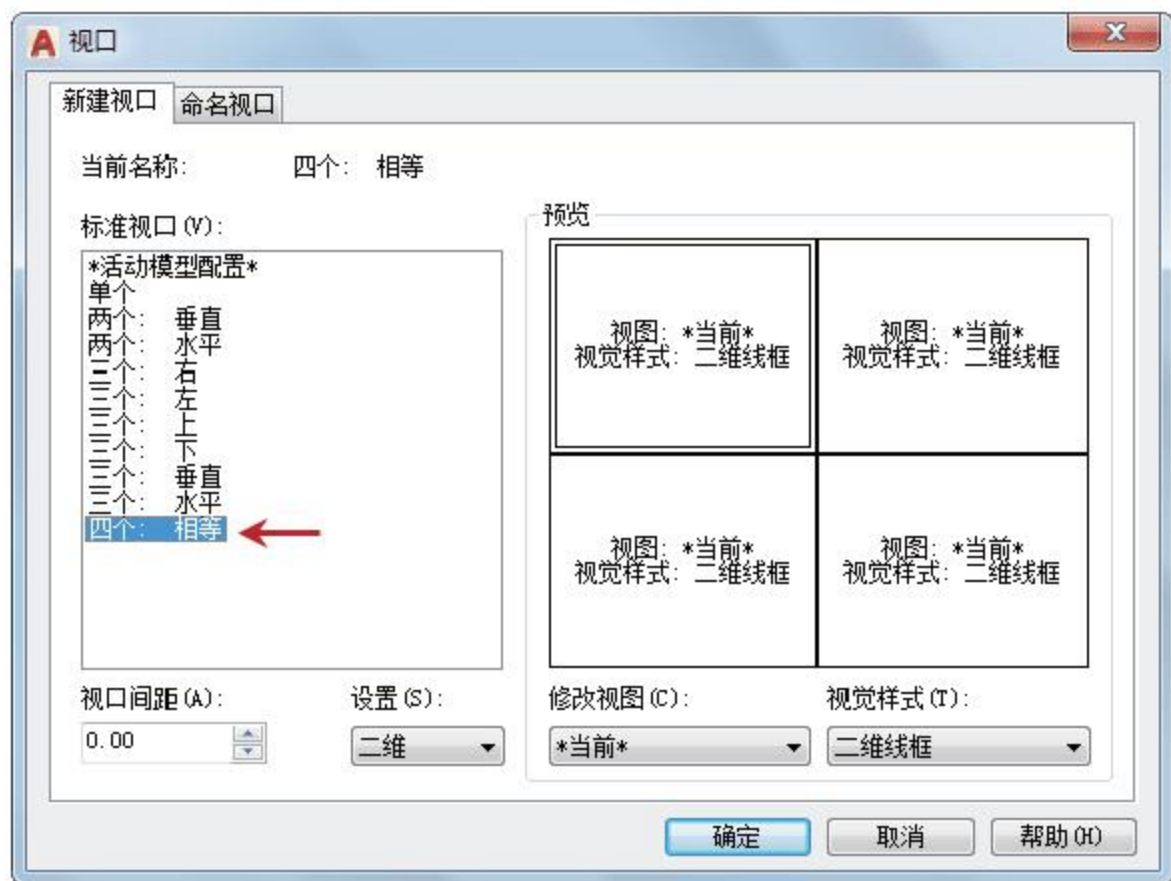 视口
新建视口 命名视口
当前名称: 四个: 相等
标准视口(V):
*活动模型配置*
单个
两个: 垂直
两个: 水平
三个: 右
三个: 左
三个: 上
三个: 下
三个: 垂直
三个: 水平
四个: 相等
预览
视图: *当前*
视觉样式: 二维线框
视图: *当前*
视觉样式: 二维线框
视图: *当前*
视觉样式: 二维线框
视图: *当前*
视觉样式: 二维线框
视口间距(A): 设置(S): 修改视图(C): 视觉样式(T):
0.00 二维 *当前* 二维线框
确定 取消 帮助(H)